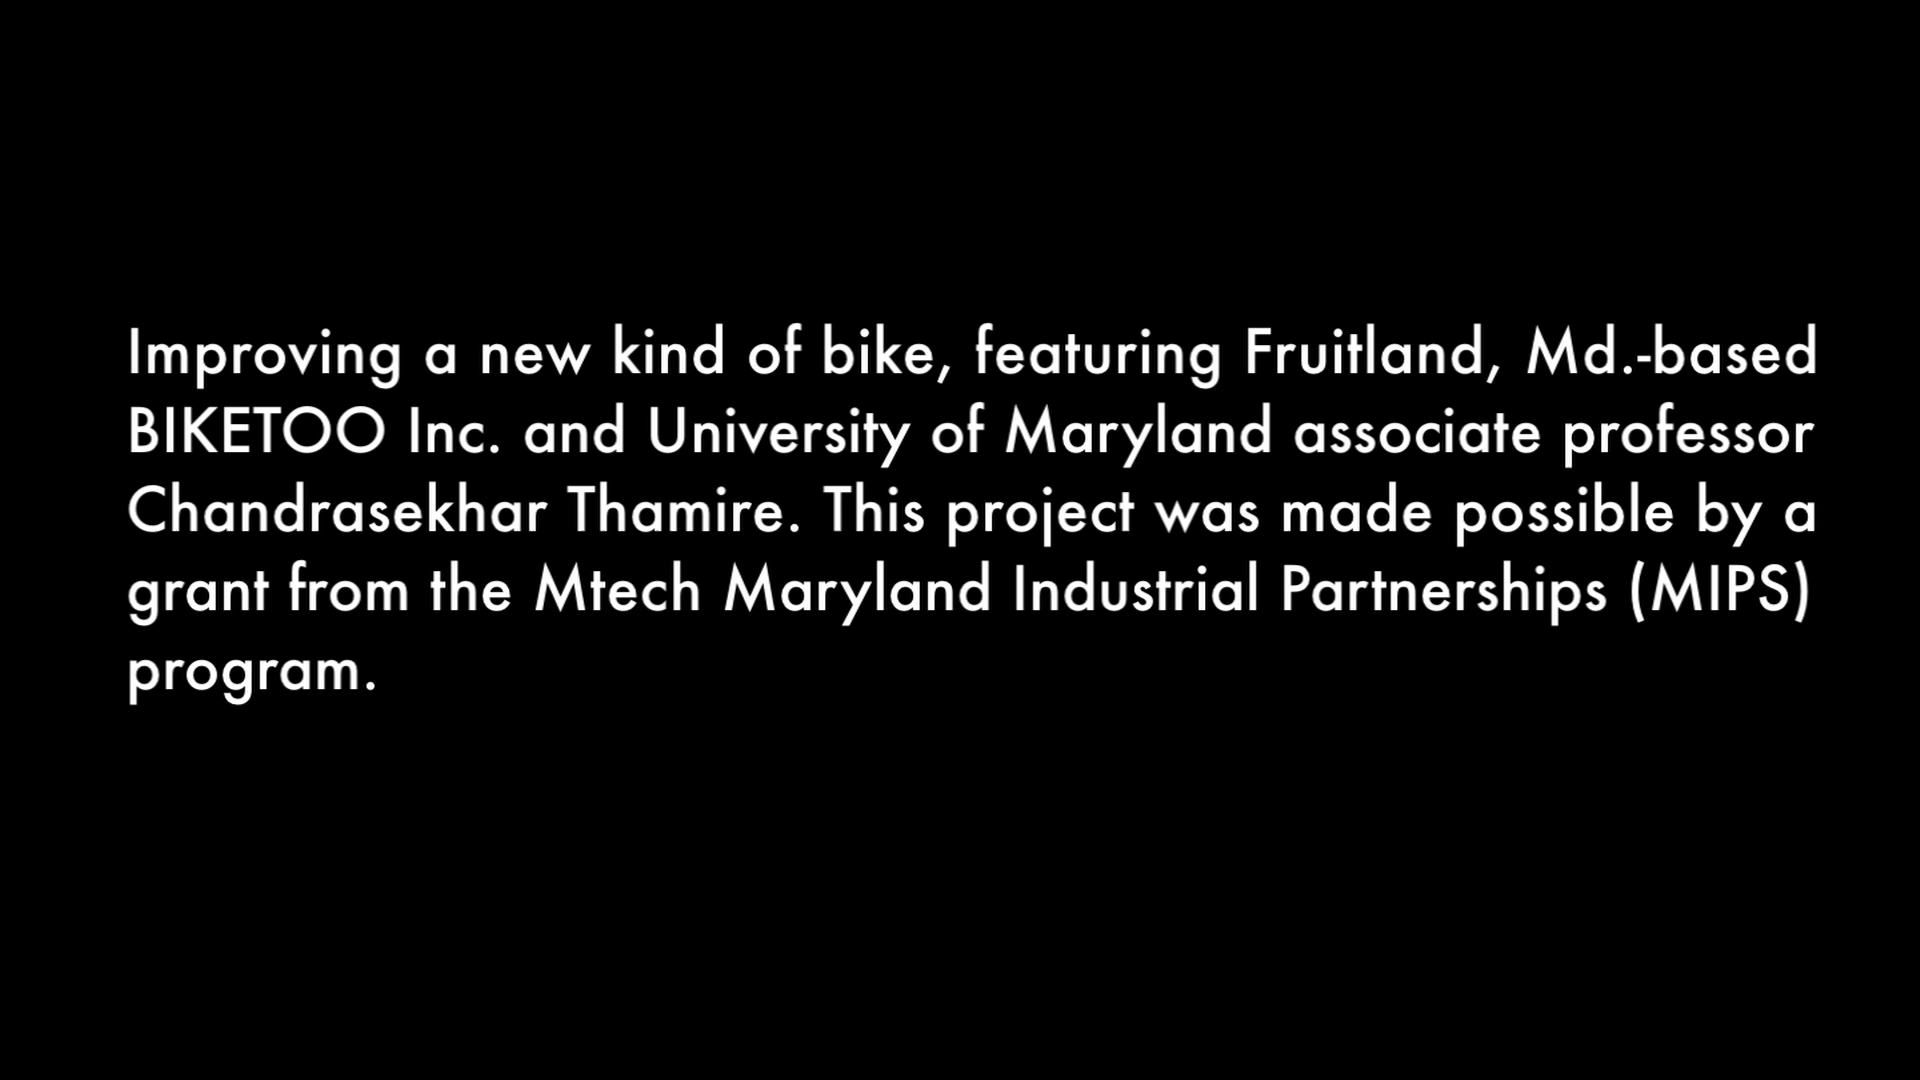 Improving a new kind of bike, featuring Fruitland, Md.-based
BIKETOO Inc. and University of Maryland associate professor
Chandrasekhar Thamire. This project was made possible by a
grant from the Mtech Maryland Industrial Partnerships (MIPS)
program.